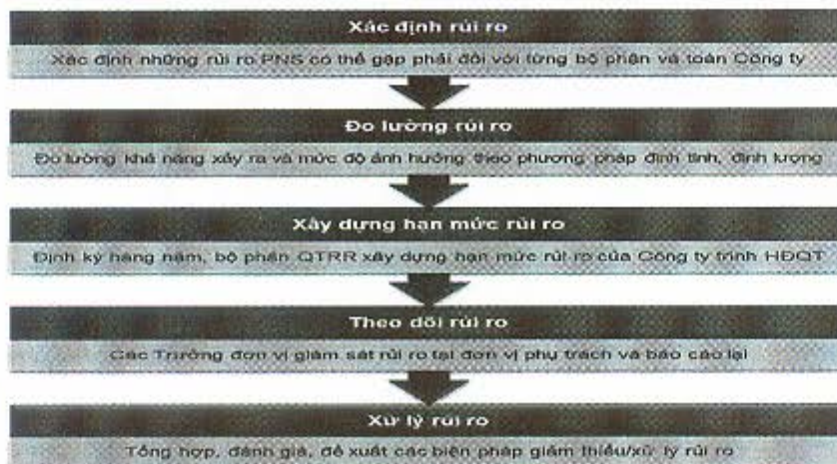 Xác định rủi ro
Xác định những rủi ro PNS có thể gặp phải đối với từng bộ phận và toàn Công ty
Đo lường rủi ro
Đo lường khả năng xảy ra và mức độ ảnh hưởng theo phương pháp định tính, định lượng
Xây dựng hạn mức rủi ro
Định kỳ hàng năm, bộ phận QTRR xây dựng hạn mức rủi ro của Công ty trình HĐQT
Theo dõi rủi ro
Các Trưởng đơn vị giám sát rủi ro tại đơn vị phụ trách và báo cáo lại
Xử lý rủi ro
Tổng hợp, đánh giá, đề xuất các biện pháp giảm thiểu/xử lý rủi ro